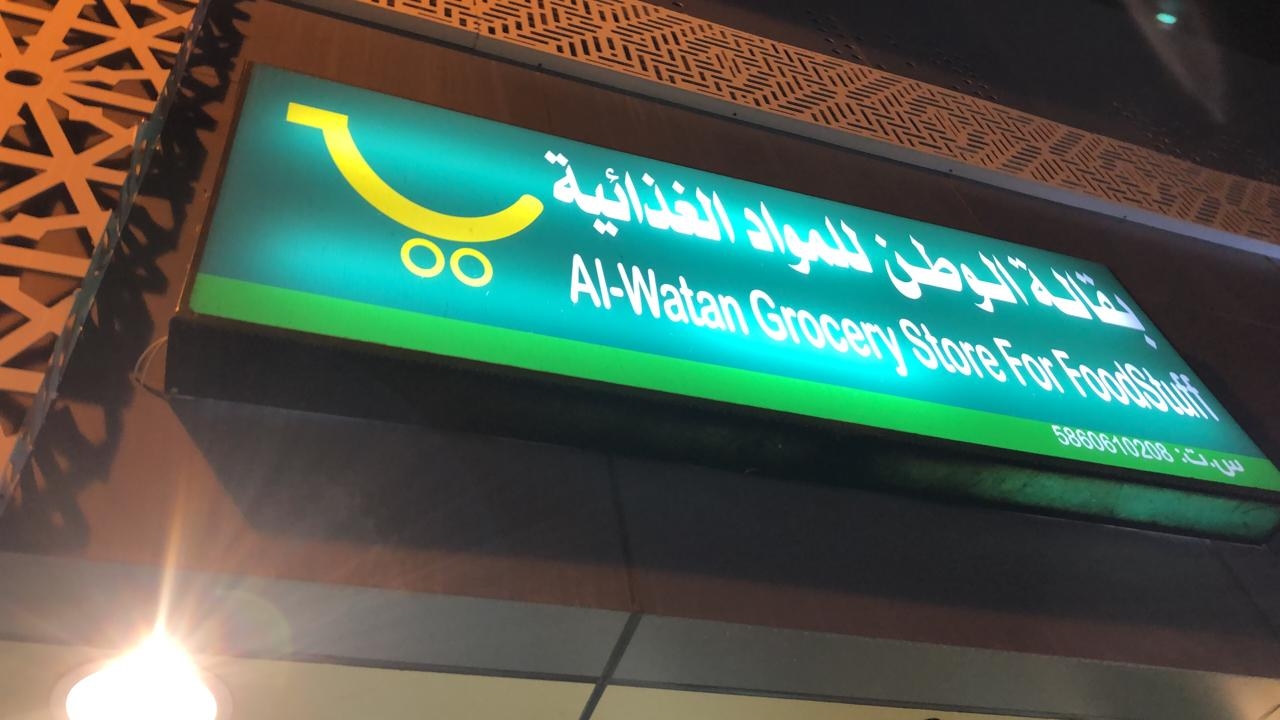 بقالة الوطن للمواد الغذائية
Al-Watan Grocery Store For FoodStuff
س.ت: 5860610208